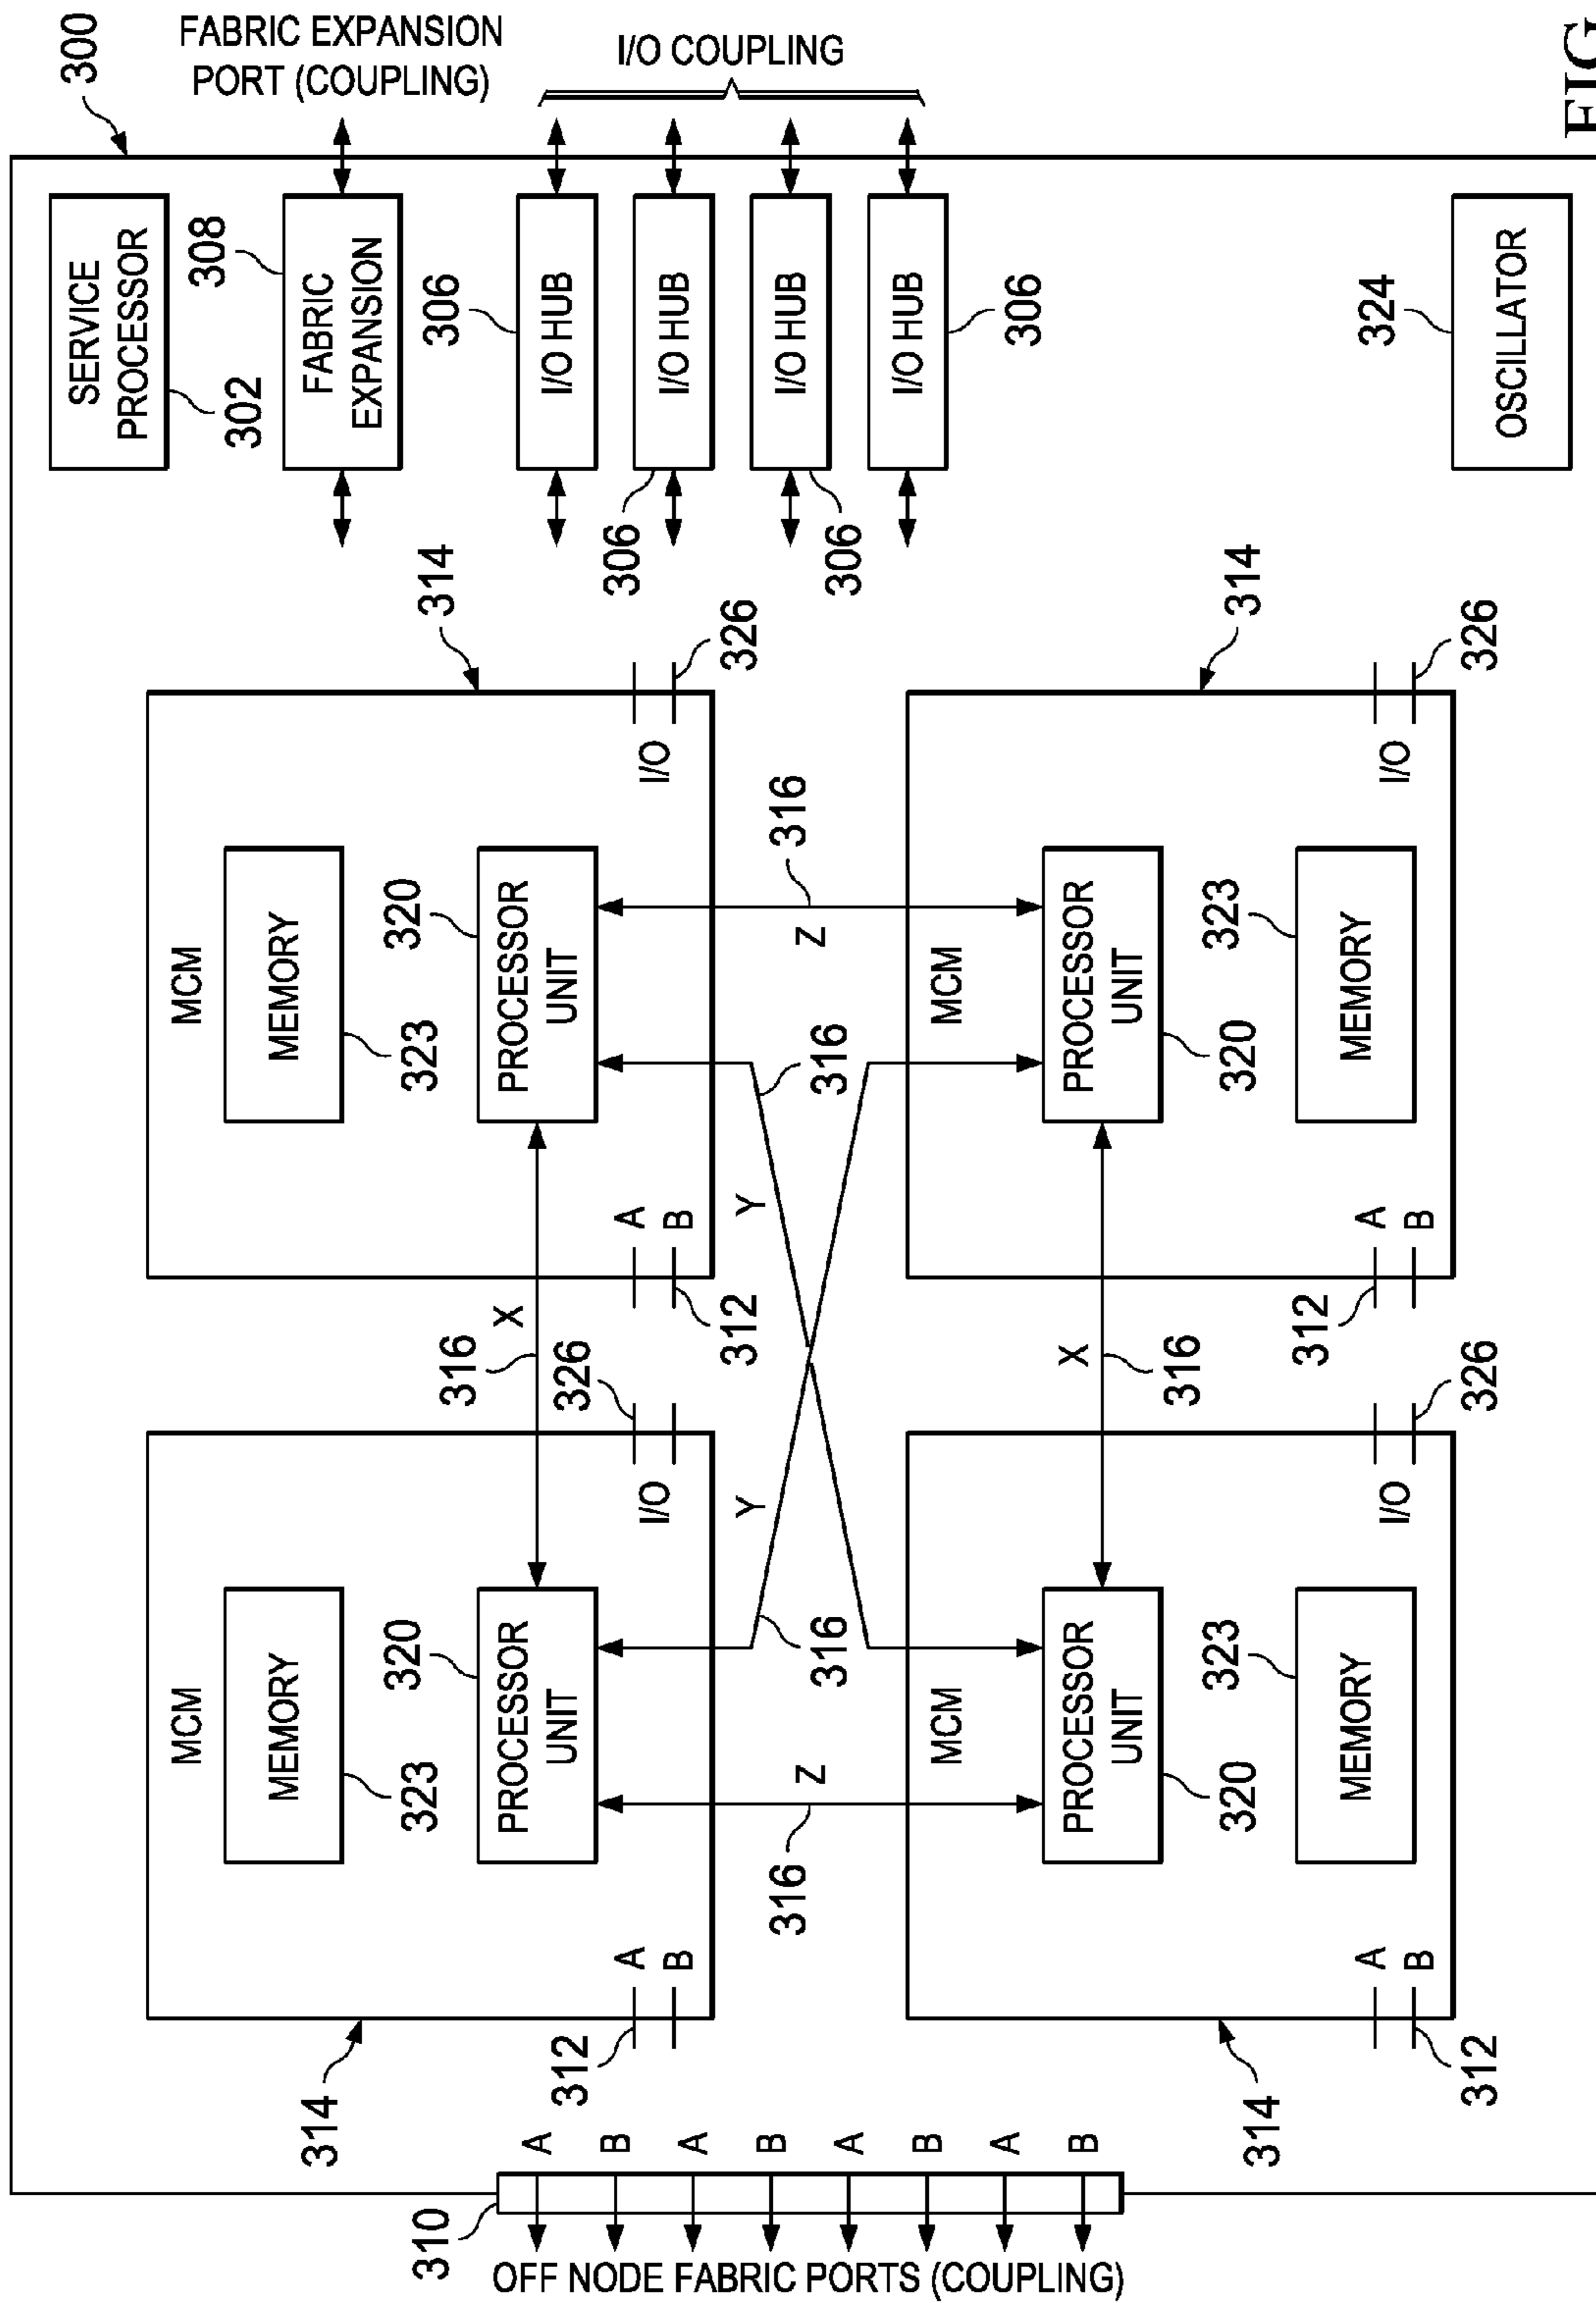 300
FABRIC EXPANSION
PORT (COUPLING)
I/O COUPLING
FIG
SERVICE
PROCESSOR
302
308
FABRIC
EXPANSION
306
I/O HUB
I/O HUB
306
I/O HUB
306
I/O HUB
306
324
OSCILLATOR
314
MCM
MEMORY
323
320
PROCESSOR
UNIT
I/O
326
A
B
312
314
MCM
PROCESSOR
UNIT
320
323
MEMORY
I/O
326
A
B
312
316
Z
316
Y
316
X
X
316
Y
316
Z
316
314
MCM
MEMORY
323
320
PROCESSOR
UNIT
I/O
326
A
B
312
314
MCM
PROCESSOR
UNIT
320
323
MEMORY
I/O
326
A
B
312
310
A
B
A
B
A
B
A
B
OFF NODE FABRIC PORTS (COUPLING)